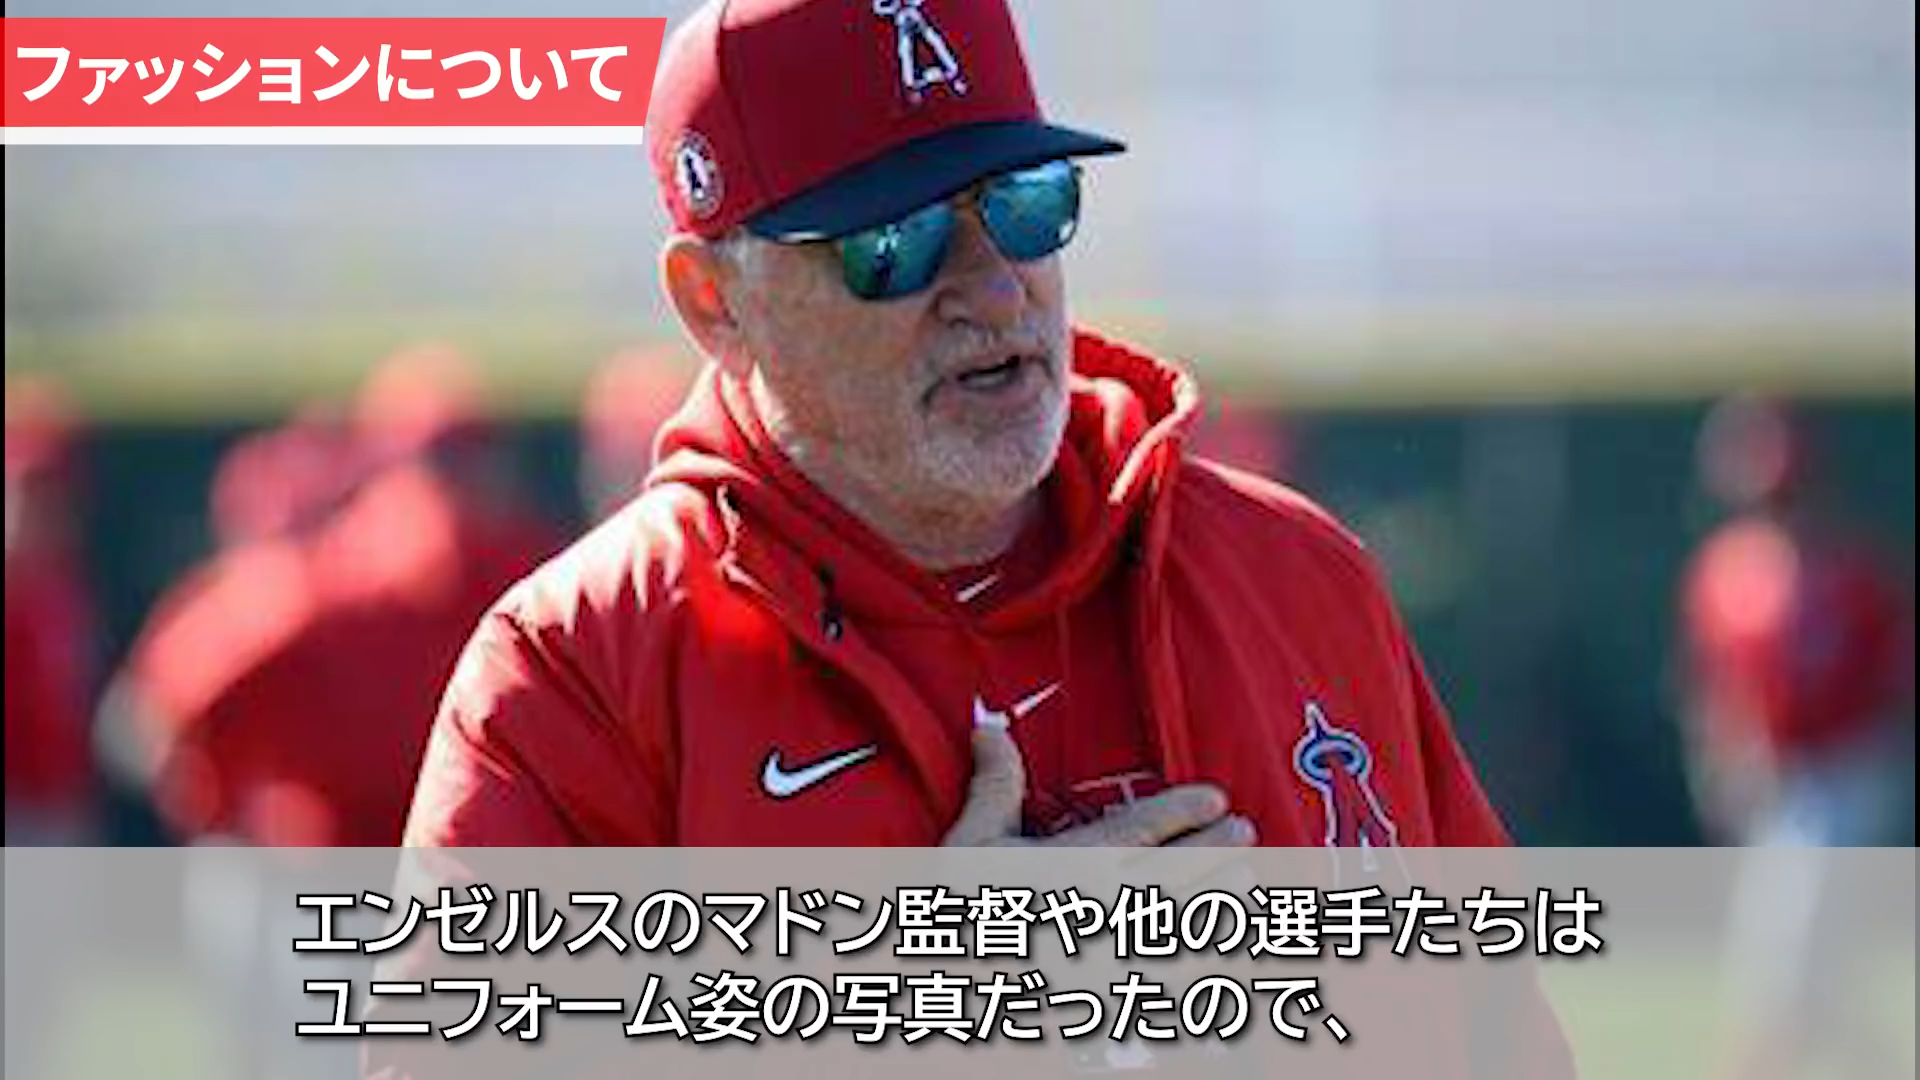 ファッションについて
エンゼルスのマドン監督や他の選手たちは
ユニフォーム姿の写真だったので、